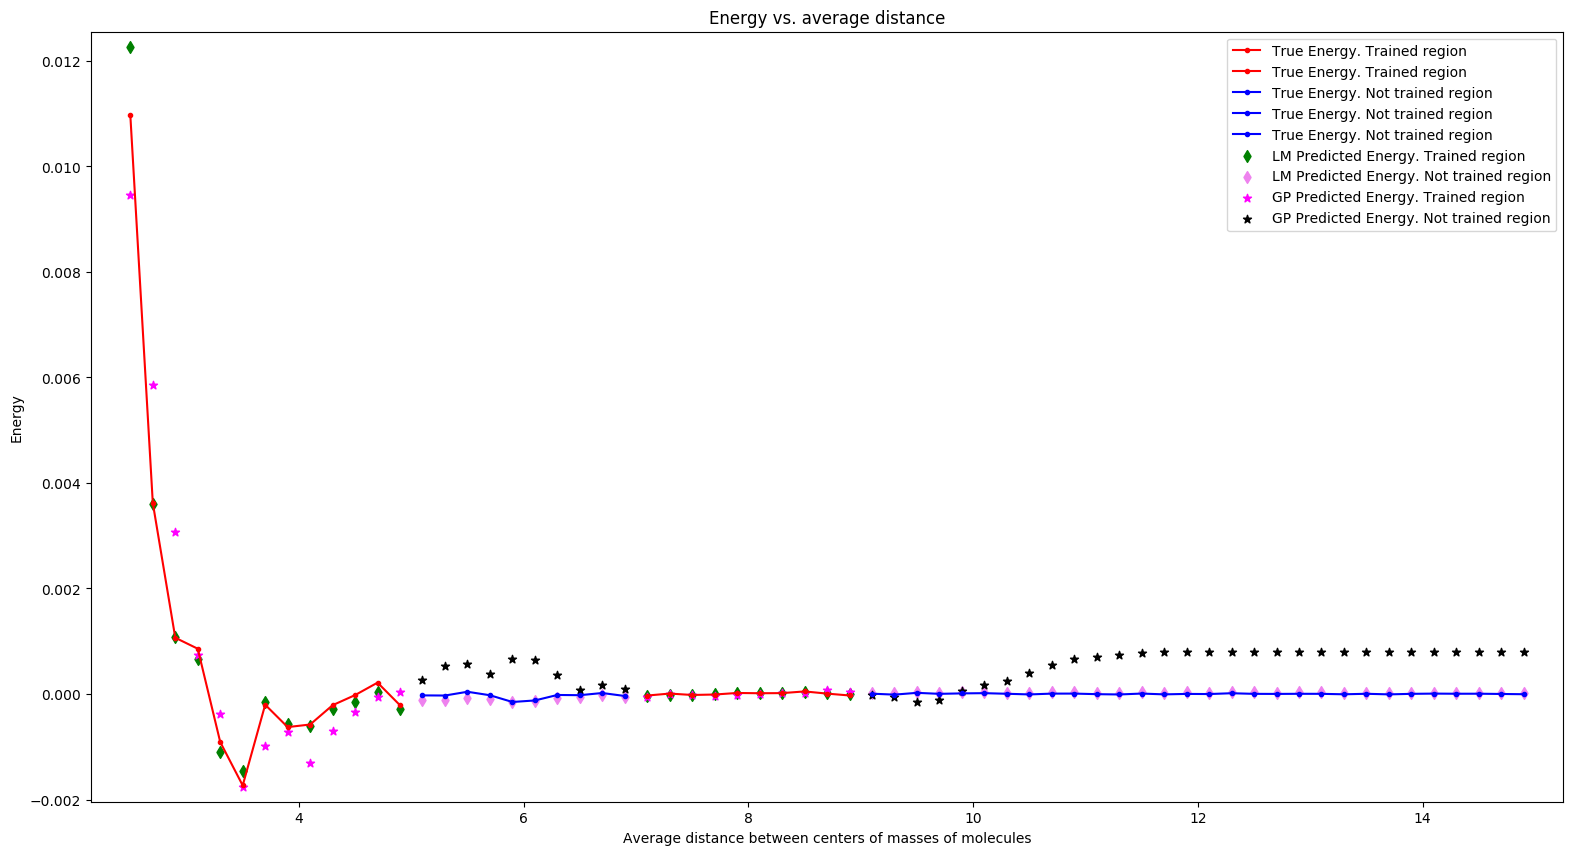 Energy vs. average distance
True Energy. Trained region
True Energy. Trained region
True Energy. Not trained region
True Energy. Not trained region
True Energy. Not trained region
LM Predicted Energy. Trained region
LM Predicted Energy. Not trained region
GP Predicted Energy. Trained region
GP Predicted Energy. Not trained region
Energy
0.012
0.010
0.008
0.006
0.004
0.002
0.000
−0.002
4 6 8 10 12 14
Average distance between centers of masses of molecules